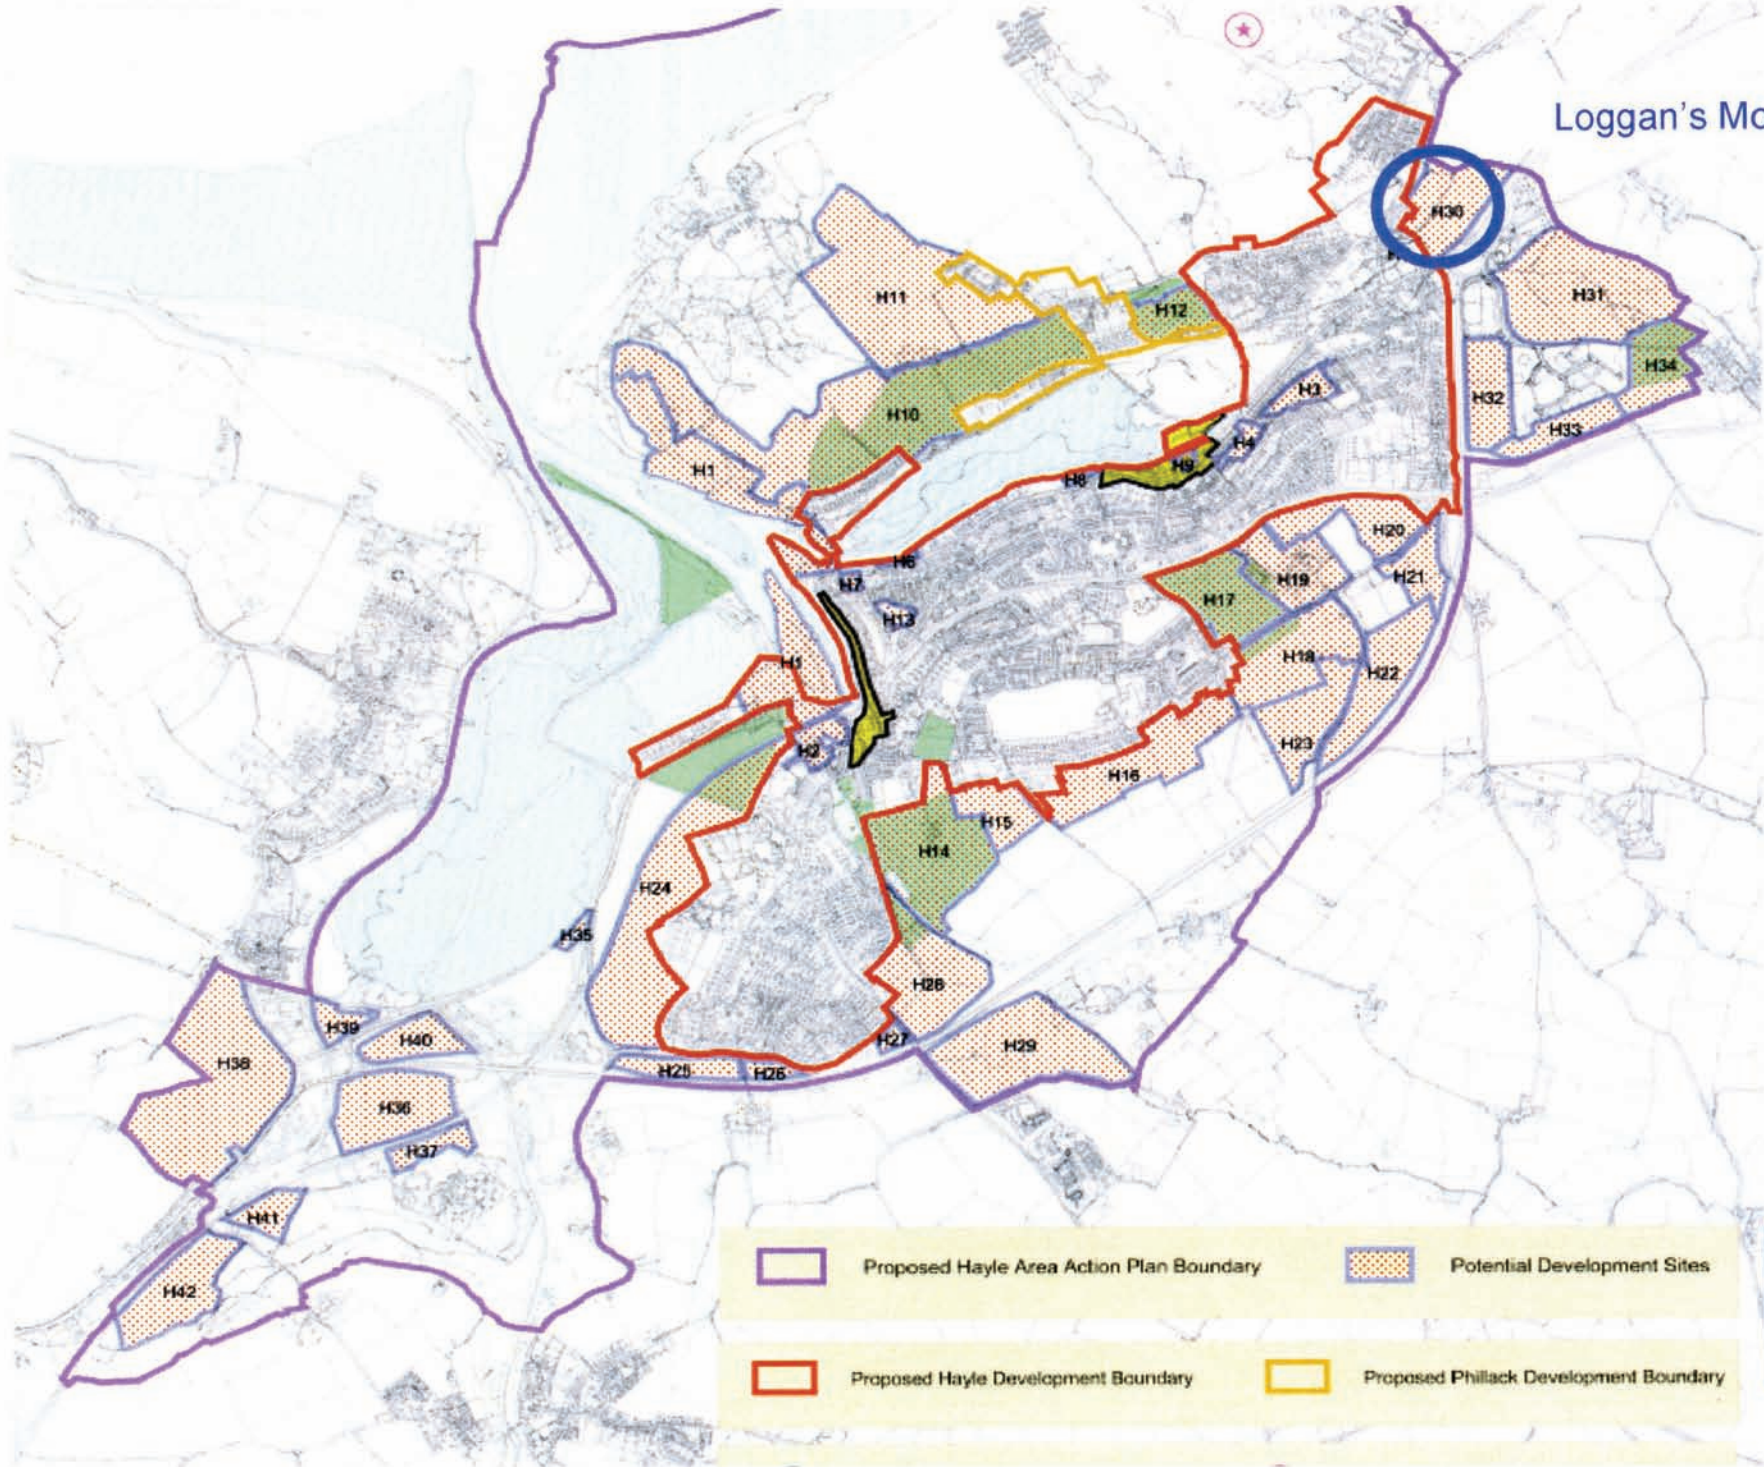 Loggan's Mo
H30
H31
H11
H12
H34
H3
H32
H10
H4
H33
H9
H1
H8
H20
H6
H7
H19
H21
H17
H13
H18
H1
H22
H2
H23
H16
H15
H14
H24
H35
H28
H39
H27
H40
H29
H38
H25
H26
H36
H37
H41
Proposed Hayle Area Action Plan Boundary
Potential Development Sites
H42
Proposed Hayle Development Boundary
Proposed Phillack Development Boundary